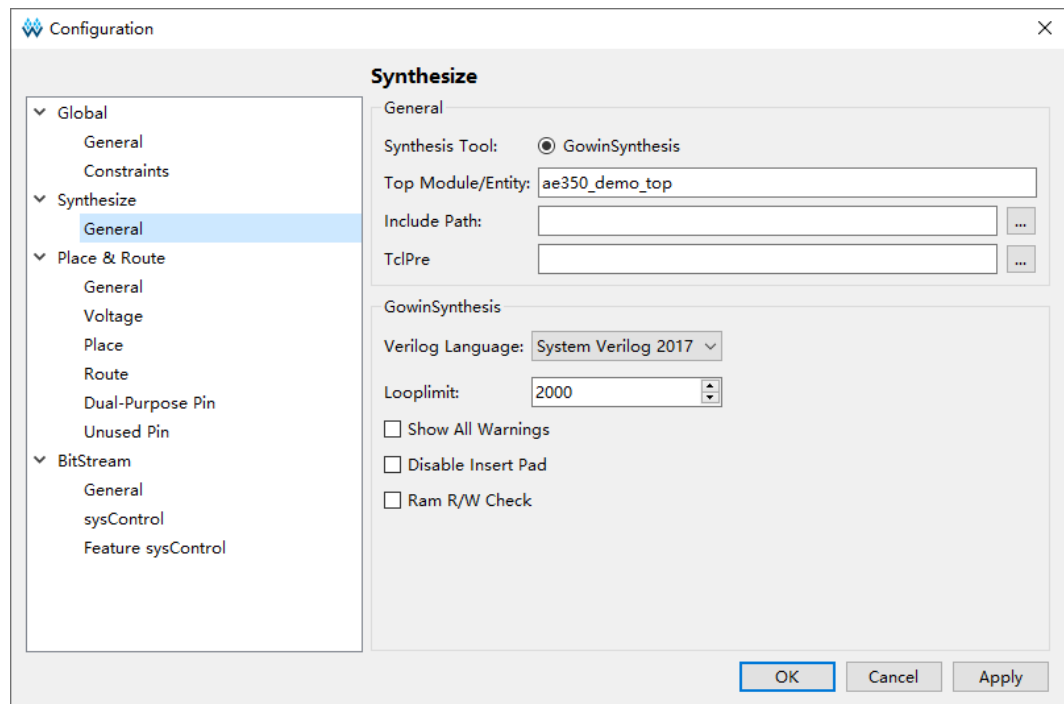 Configuration
Global
General
Constraints
Synthesize
General
Place & Route
General
Voltage
Place
Route
Dual-Purpose Pin
Unused Pin
BitStream
General
sysControl
Feature sysControl
Synthesize
General
Synthesis Tool: GowinSynthesis
Top Module/Entity: ae350_demo_top
Include Path: ...
TclPre ...
GowinSynthesis
Verilog Language: System Verilog 2017
Looplimit: 2000
Show All Warnings
Disable Insert Pad
Ram R/W Check
OK Cancel Apply